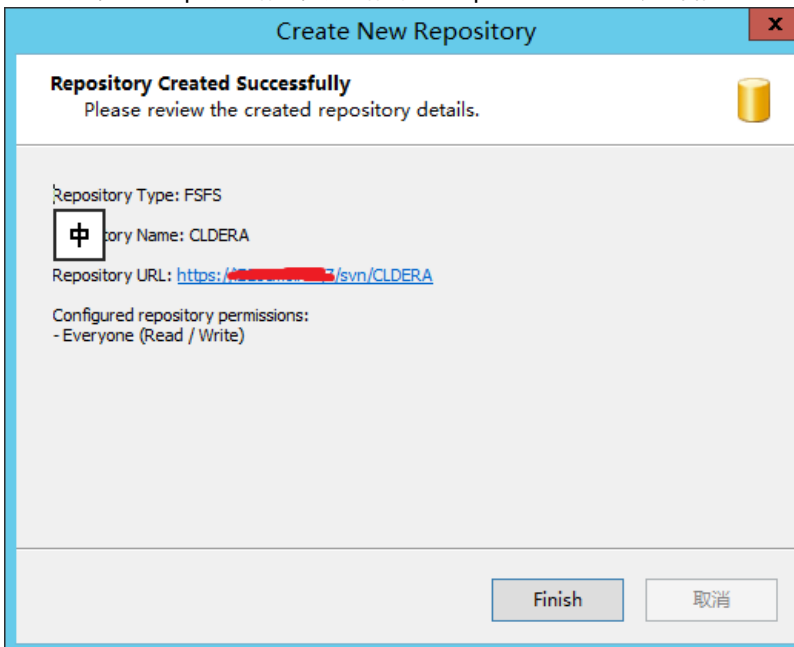 Create New Repository
x
Repository Created Successfully
Please review the created repository details.
Repository Type: FSFS
中
tory Name: CLDERA
Repository URL: https:/ /svn/CLDERA
Configured repository permissions:
- Everyone (Read / Write)
Finish
取消